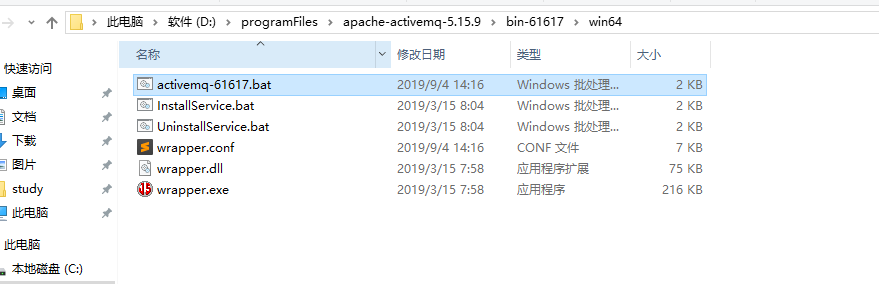 此电脑 > 软件 (D:) > programFiles > apache-activemq-5.15.9 > bin-61617 > win64
名称 修改日期 类型 大小
快速访问
桌面
文档
下载
图片
study
此电脑
此电脑
本地磁盘 (C:)
activemq-61617.bat 2019/9/4 14:16 Windows 批处理... 2 KB
InstallService.bat 2019/3/15 8:04 Windows 批处理... 2 KB
UninstallService.bat 2019/3/15 8:04 Windows 批处理... 2 KB
wrapper.conf 2019/9/4 14:16 CONF 文件 7 KB
wrapper.dll 2019/3/15 7:58 应用程序扩展 75 KB
wrapper.exe 2019/3/15 7:58 应用程序 216 KB